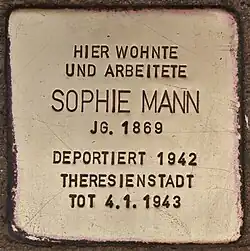 HIER WOHNTE
UND ARBEITETE
SOPHIE MANN
JG. 1869
DEPORTIERT 1942
THERESIENSTADT
TOT 4.1.1943